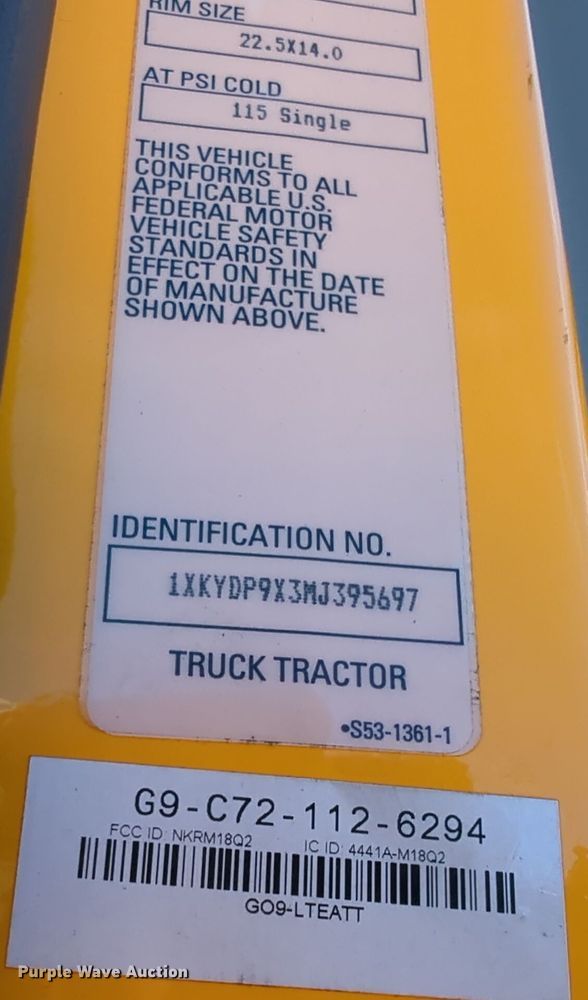 RIM SIZE
22.5X14.0
AT PSI COLD
115 Single
THIS VEHICLE
CONFORMS TO ALL
APPLICABLE U.S.
FEDERAL MOTOR
VEHICLE SAFETY
STANDARDS IN
EFFECT ON THE DATE
OF MANUFACTURE
SHOWN ABOVE.
IDENTIFICATION NO.
1XKYDP9X3MJ395697
TRUCK TRACTOR
•S53-1361-1
G9-C72-112-6294
FCC ID: NKRM18Q2 IC ID: 4441A-M18Q2
GO9-LTEATT
Purple Wave Auction